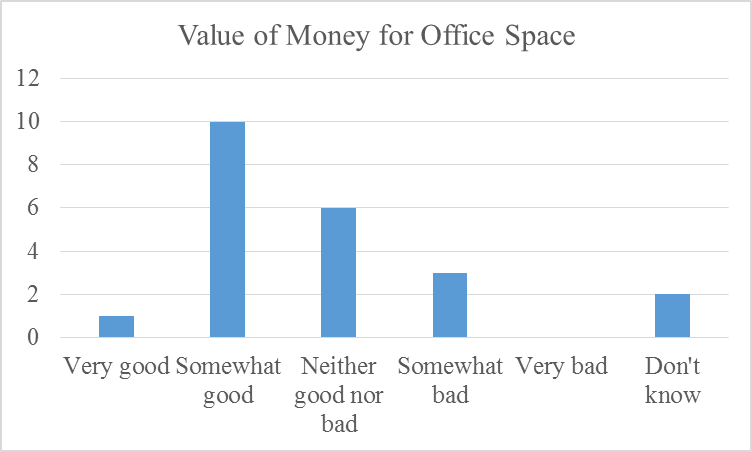 Value of Money for Office Space
12
10
8
6
4
2
0
Very good
Somewhat
good
Neither
good nor
bad
Somewhat
bad
Very bad
Don't
know